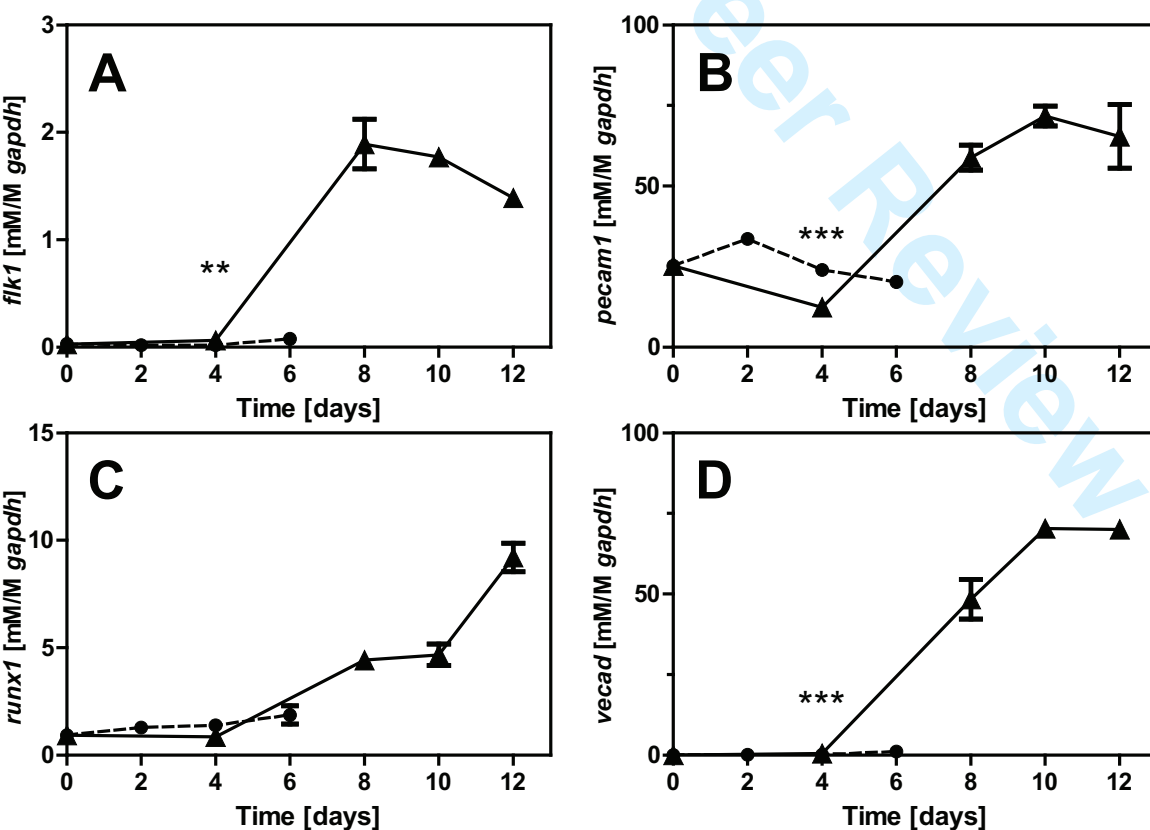 A
flk1 [mM/M gapdh]
3
2
1
0
**
0 2 4 6 8 10 12
Time [days]
B
pecam1 [mM/M gapdh]
100
50
0
***
0 2 4 6 8 10 12
Time [days]
C
runx1 [mM/M gapdh]
15
10
5
0
0 2 4 6 8 10 12
Time [days]
D
vecad [mM/M gapdh]
100
50
0
***
0 2 4 6 8 10 12
Time [days]
eer Review